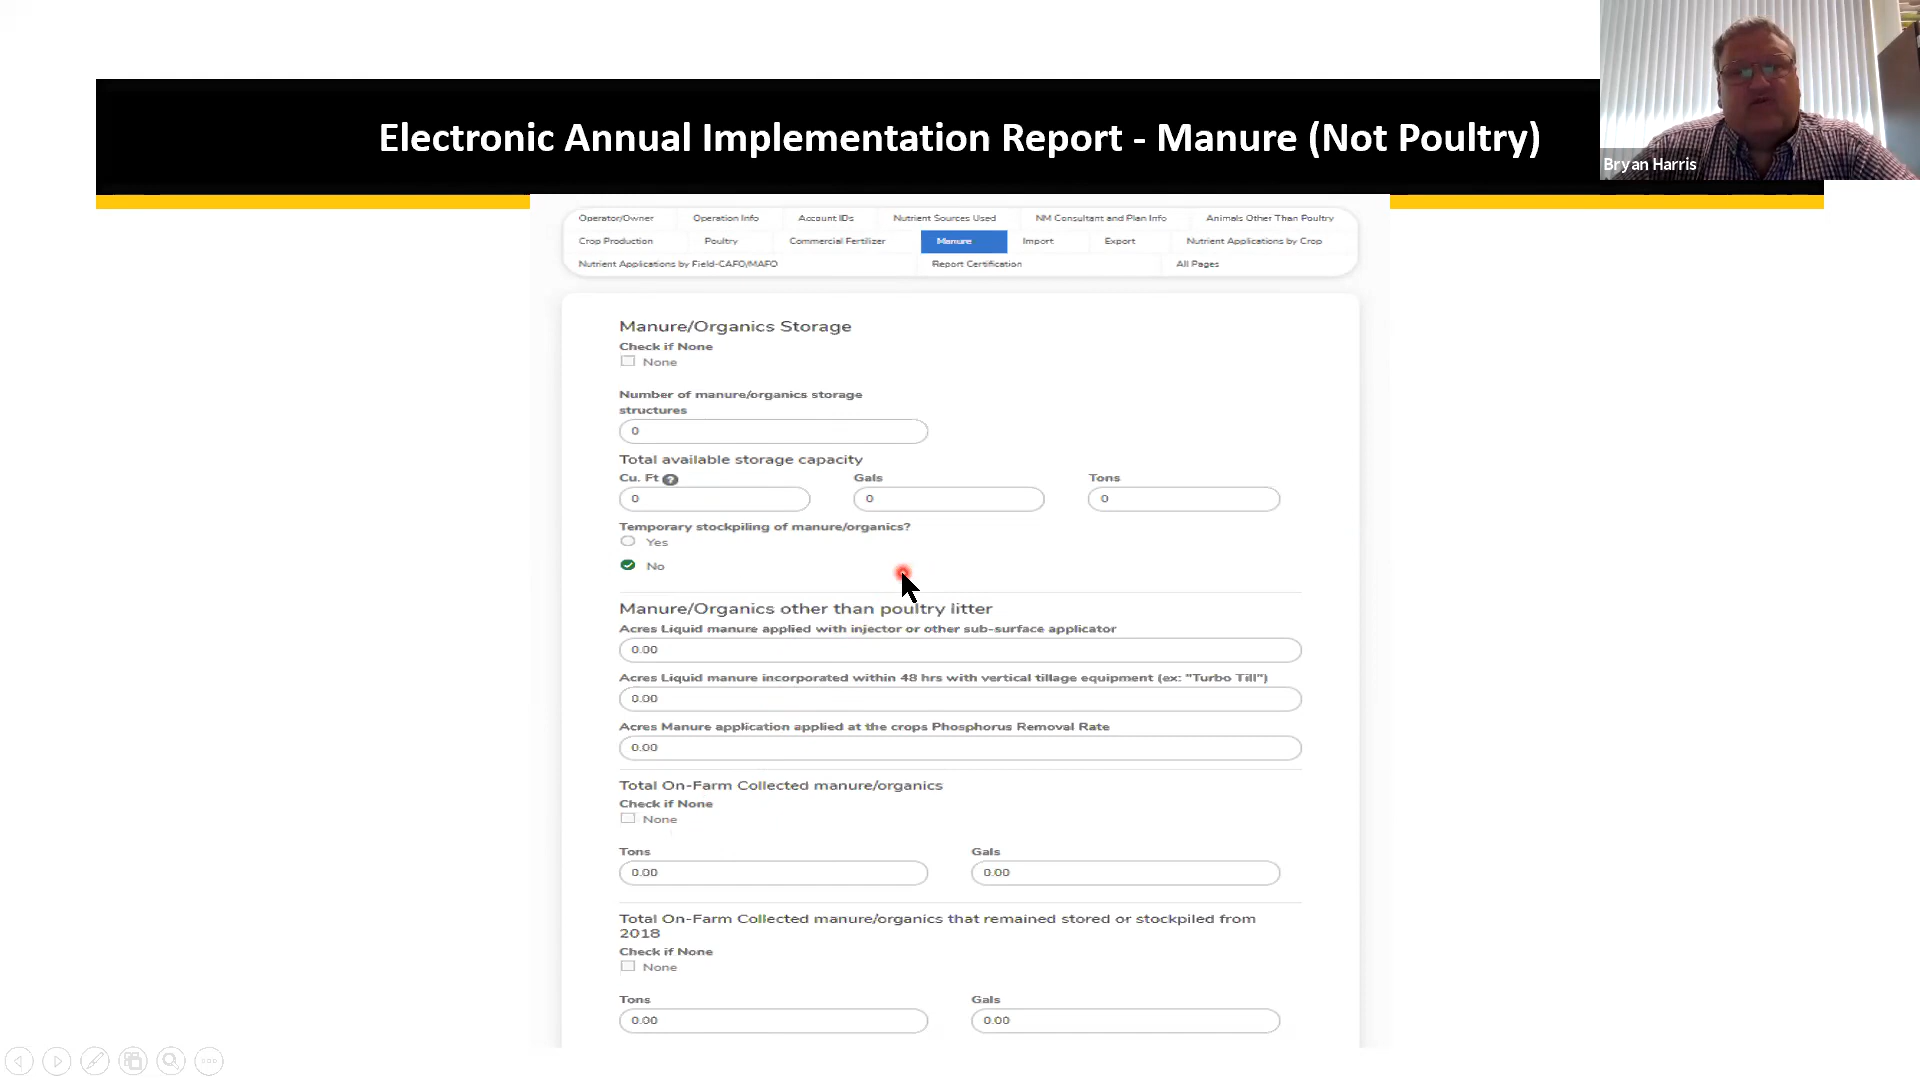 Electronic Annual Implementation Report - Manure (Not Poultry)
Bryan Harris
Operator/Owner Operation Info Account IDs Nutrient Sources Used NM Consultant and Plan Info Animals Other Than Poultry
Crop Production Poultry Commercial Fertilizer Manure Import Export Nutrient Applications by Crop
Nutrient Applications by Field-CAFO/MAFO Report Certification All Pages
Manure/Organics Storage
Check if None
None
Number of manure/organics storage
structures
0
Total available storage capacity
Cu. Ft ? Gals Tons
0 0 0
Temporary stockpiling of manure/organics?
Yes
No
Manure/Organics other than poultry litter
Acres Liquid manure applied with injector or other sub-surface applicator
0.00
Acres Liquid manure incorporated within 48 hrs with vertical tillage equipment (ex: "Turbo Till")
0.00
Acres Manure application applied at the crops Phosphorus Removal Rate
0.00
Total On-Farm Collected manure/organics
Check if None
None
Tons Gals
0.00 0.00
Total On-Farm Collected manure/organics that remained stored or stockpiled from
2018
Check if None
None
Tons Gals
0.00 0.00